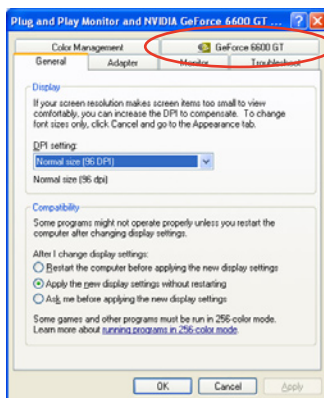 Plug and Play Monitor and NVIDIA GeForce 6600 GT ...
Color Management
GeForce 6600 GT
General
Adapter
Monitor
Troubleshoot
Display
If your screen resolution makes screen items too small to view
comfortably, you can increase the DPI to compensate. To change
font sizes only, click Cancel and go to the Appearance tab.
DPI setting:
Normal size (96 DPI)
Normal size (96 dpi)
Compatibility
Some programs might not operate properly unless you restart the
computer after changing display settings.
After I change display settings:
Restart the computer before applying the new display settings
Apply the new display settings without restarting
Ask me before applying the new display settings
Some games and other programs must be run in 256-color mode.
Learn more about running programs in 256-color mode.
OK
Cancel
Apply